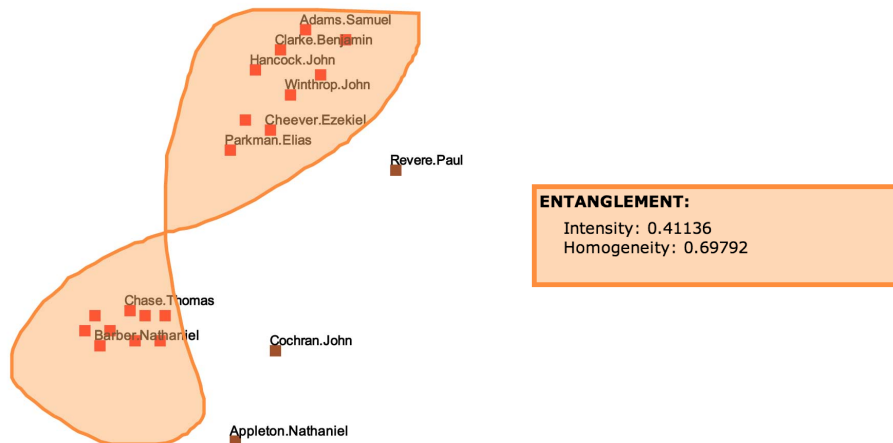 Adams.Samuel
Clarke.Benjamin
Hancock.John
Winthrop.John
Cheever.Ezekiel
Parkman.Elias
Revere.Paul
ENTANGLEMENT:
Intensity: 0.41136
Homogeneity: 0.69792
Chase.Thomas
Barber.Nathaniel
Cochran.John
Appleton.Nathaniel